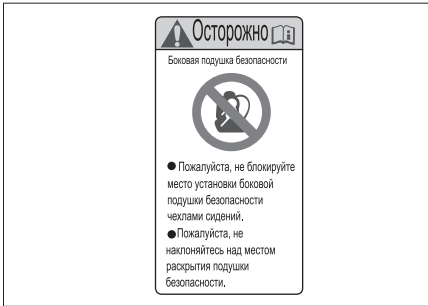 Осторожно
Боковая подушка безопасности
● Пожалуйста, не блокируйте
место установки боковой
подушки безопасности
чехлами сидений.
●Пожалуйста, не
наклоняйтесь над местом
раскрытия подушки
безопасности.